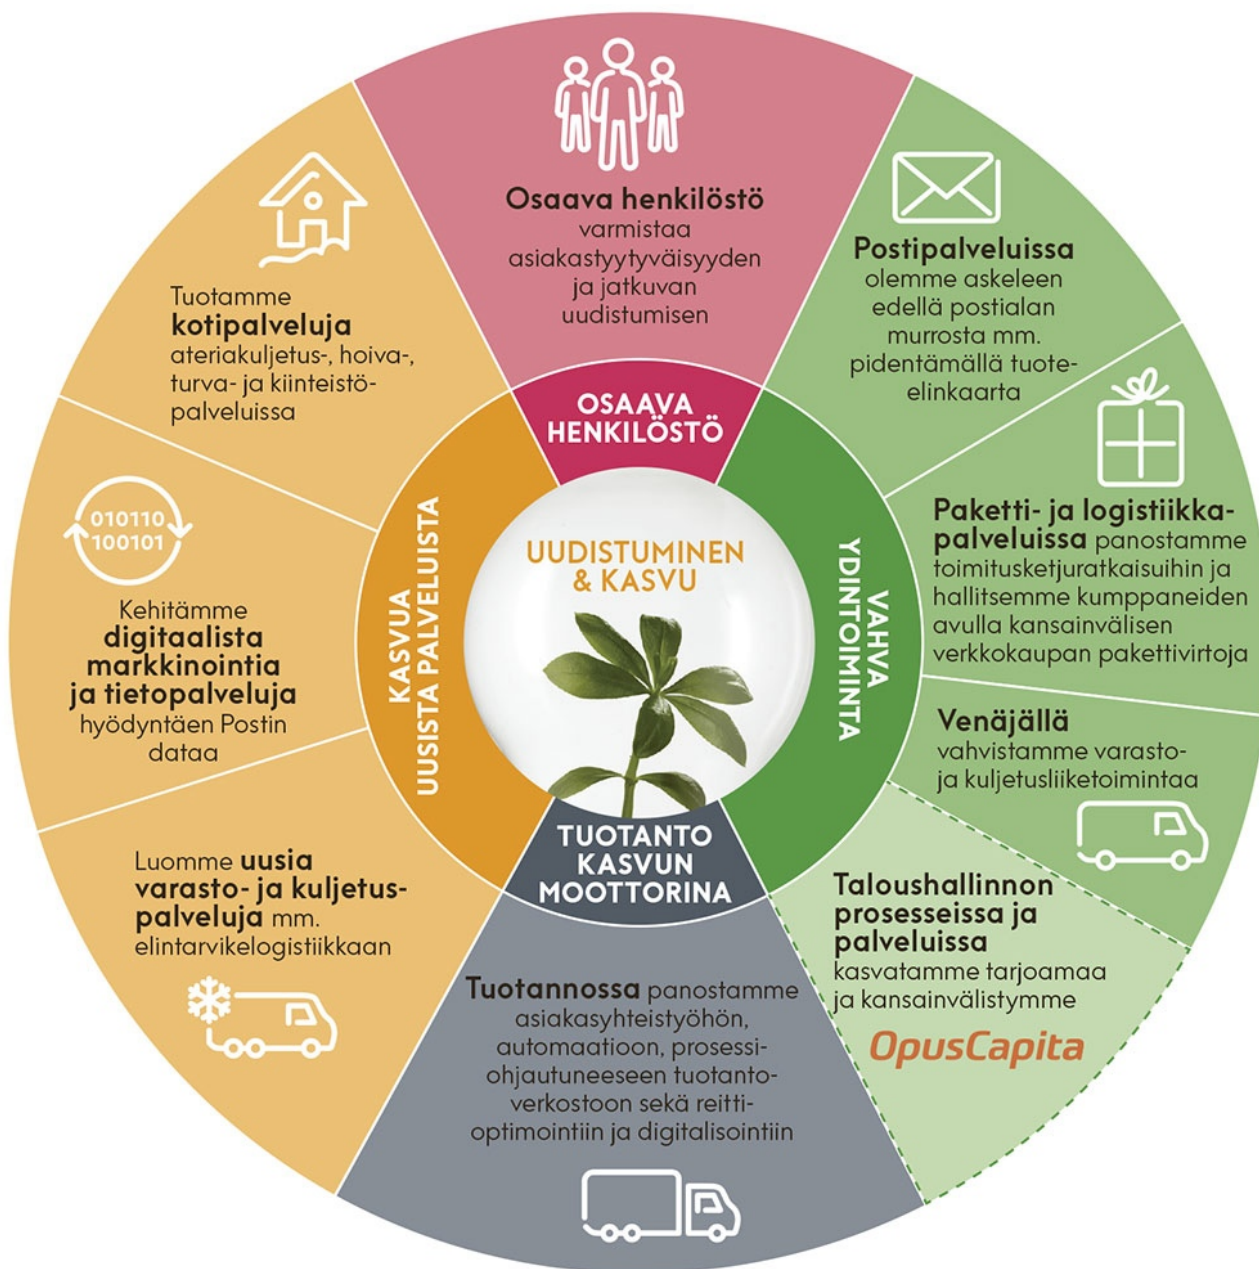 Osaava henkilöstö
varmistaa
asiakastyytyväisyyden
ja jatkuvan
uudistumisen
Postipalveluissa
olemme askeleen
edellä postialan
murrosta mm.
pidentämällä tuote-
elinkaarta
Paketti- ja logistiikka-
palveluissa panostamme
toimitusketjuratkaisuihin ja
hallitsemme kumppaneiden
avulla kansainvälisen
verkkokaupan pakettivirtoja
Venäjällä
vahvistamme varasto-
ja kuljetusliiketoimintaa
Taloushallinnon
prosesseissa ja
palveluissa
kasvatamme tarjoamaa
ja kansainvälistymme
OpusCapita
Tuotannossa panostamme
asiakasyhteistyöhön,
automaatioon, prosessi-
ohjautuneeseen tuotanto-
verkostoon sekä reitti-
optimointiin ja digitalisointiin
Luomme uusia
varasto- ja kuljetus-
palveluja mm.
elintarvikelogistiikkaan
010110
100101
Kehitämme
digitaalista
markkinointia
ja tietopalveluja
hyödyntäen Postin
dataa
Tuotamme
kotipalveluja
ateriakuljetus-, hoiva-,
turva- ja kiinteistö-
palveluissa
OSAAVA
HENKILÖSTÖ
VAHVA
YDINTOIMINTA
TUOTANTO
KASVUN
MOOTTORINA
KASVUA
UUSISTA PALVELUISTA
UUDISTUMINEN
& KASVU